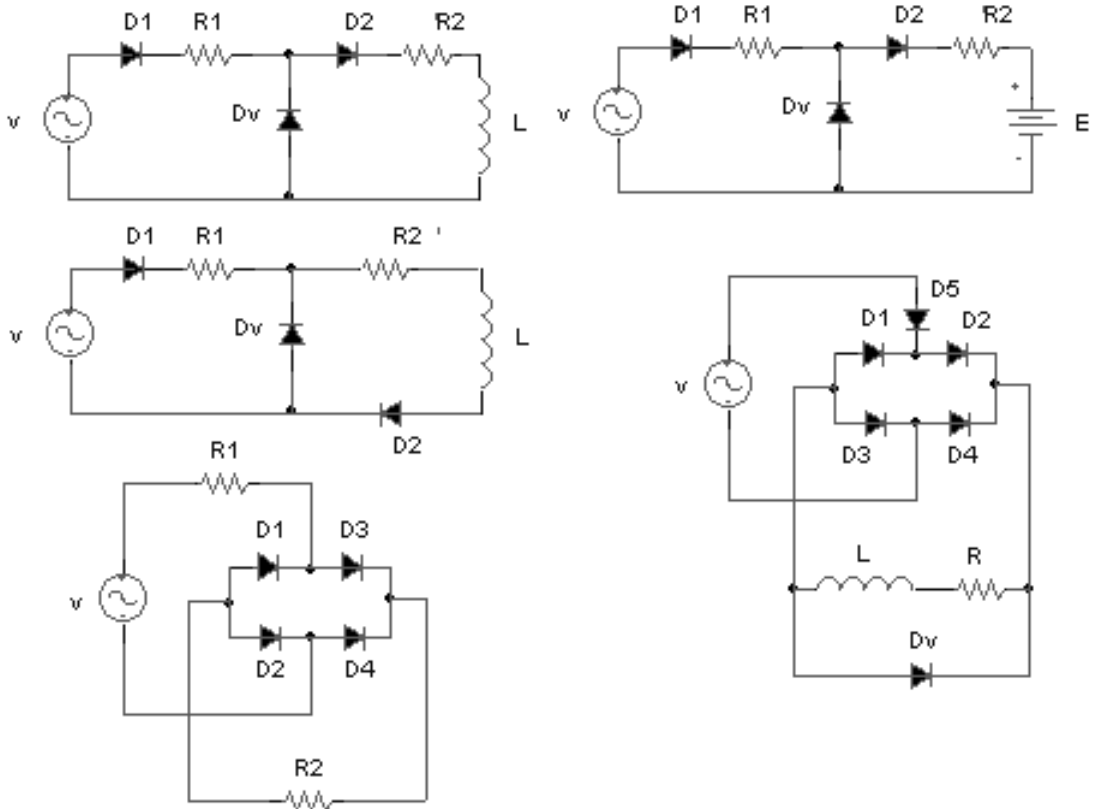 D1 R1 D2 'R2
v Dv L
D1 R1 D2 'R2
v Dv + E
-
D1 R1 R2 '
v Dv L
D2
D5
D1 D2
v
D3 D4
L R
Dv
R1
D1 D3
v
D2 D4
R2